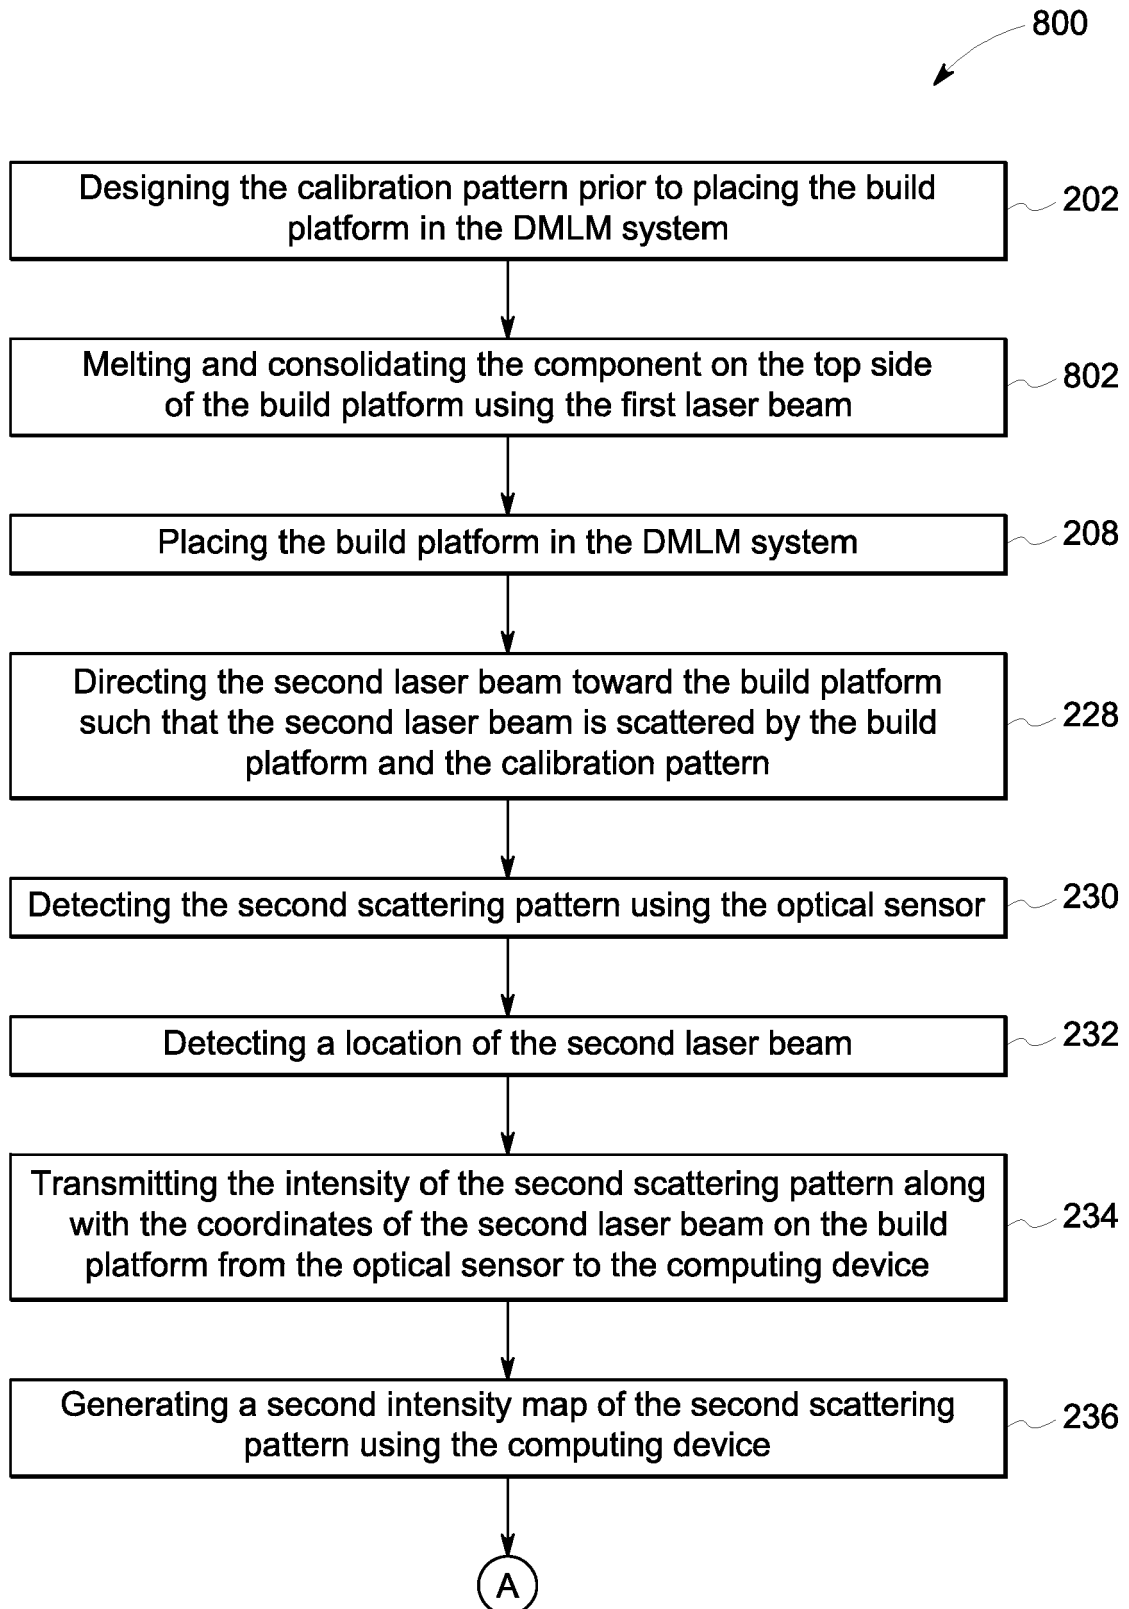 800
Designing the calibration pattern prior to placing the build
platform in the DMLM system
202
Melting and consolidating the component on the top side
of the build platform using the first laser beam
802
Placing the build platform in the DMLM system
208
Directing the second laser beam toward the build platform
such that the second laser beam is scattered by the build
platform and the calibration pattern
228
Detecting the second scattering pattern using the optical sensor
230
Detecting a location of the second laser beam
232
Transmitting the intensity of the second scattering pattern along
with the coordinates of the second laser beam on the build
platform from the optical sensor to the computing device
234
Generating a second intensity map of the second scattering
pattern using the computing device
236
A